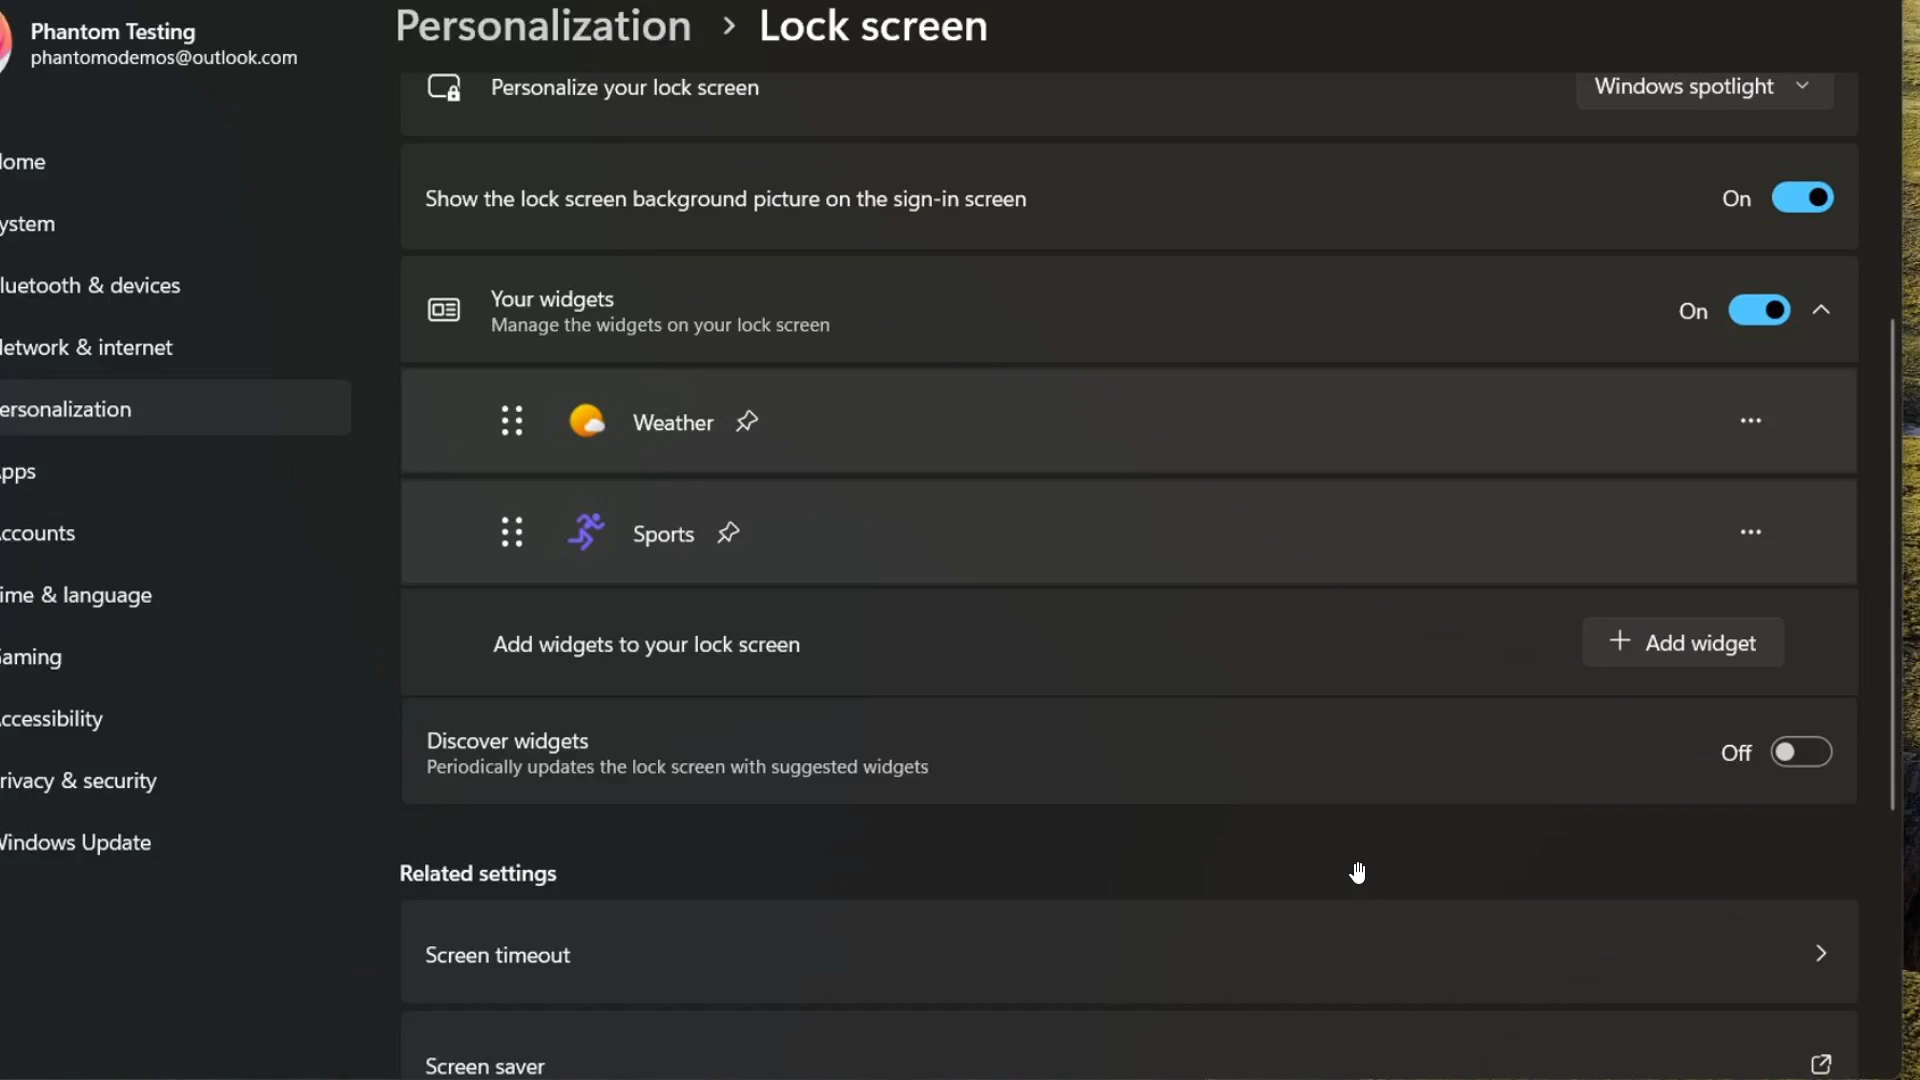 Phantom Testing
phantomodemos@outlook.com
ome
ystem
luetooth & devices
etwork & internet
ersonalization
pps
ccounts
ime & language
aming
ccessibility
rivacy & security
Windows Update
Personalization > Lock screen
Personalize your lock screen
Windows spotlight
Show the lock screen background picture on the sign-in screen
On
Your widgets
Manage the widgets on your lock screen
On
Weather
Sports
Add widgets to your lock screen
+ Add widget
Discover widgets
Periodically updates the lock screen with suggested widgets
Off
Related settings
Screen timeout
Screen saver